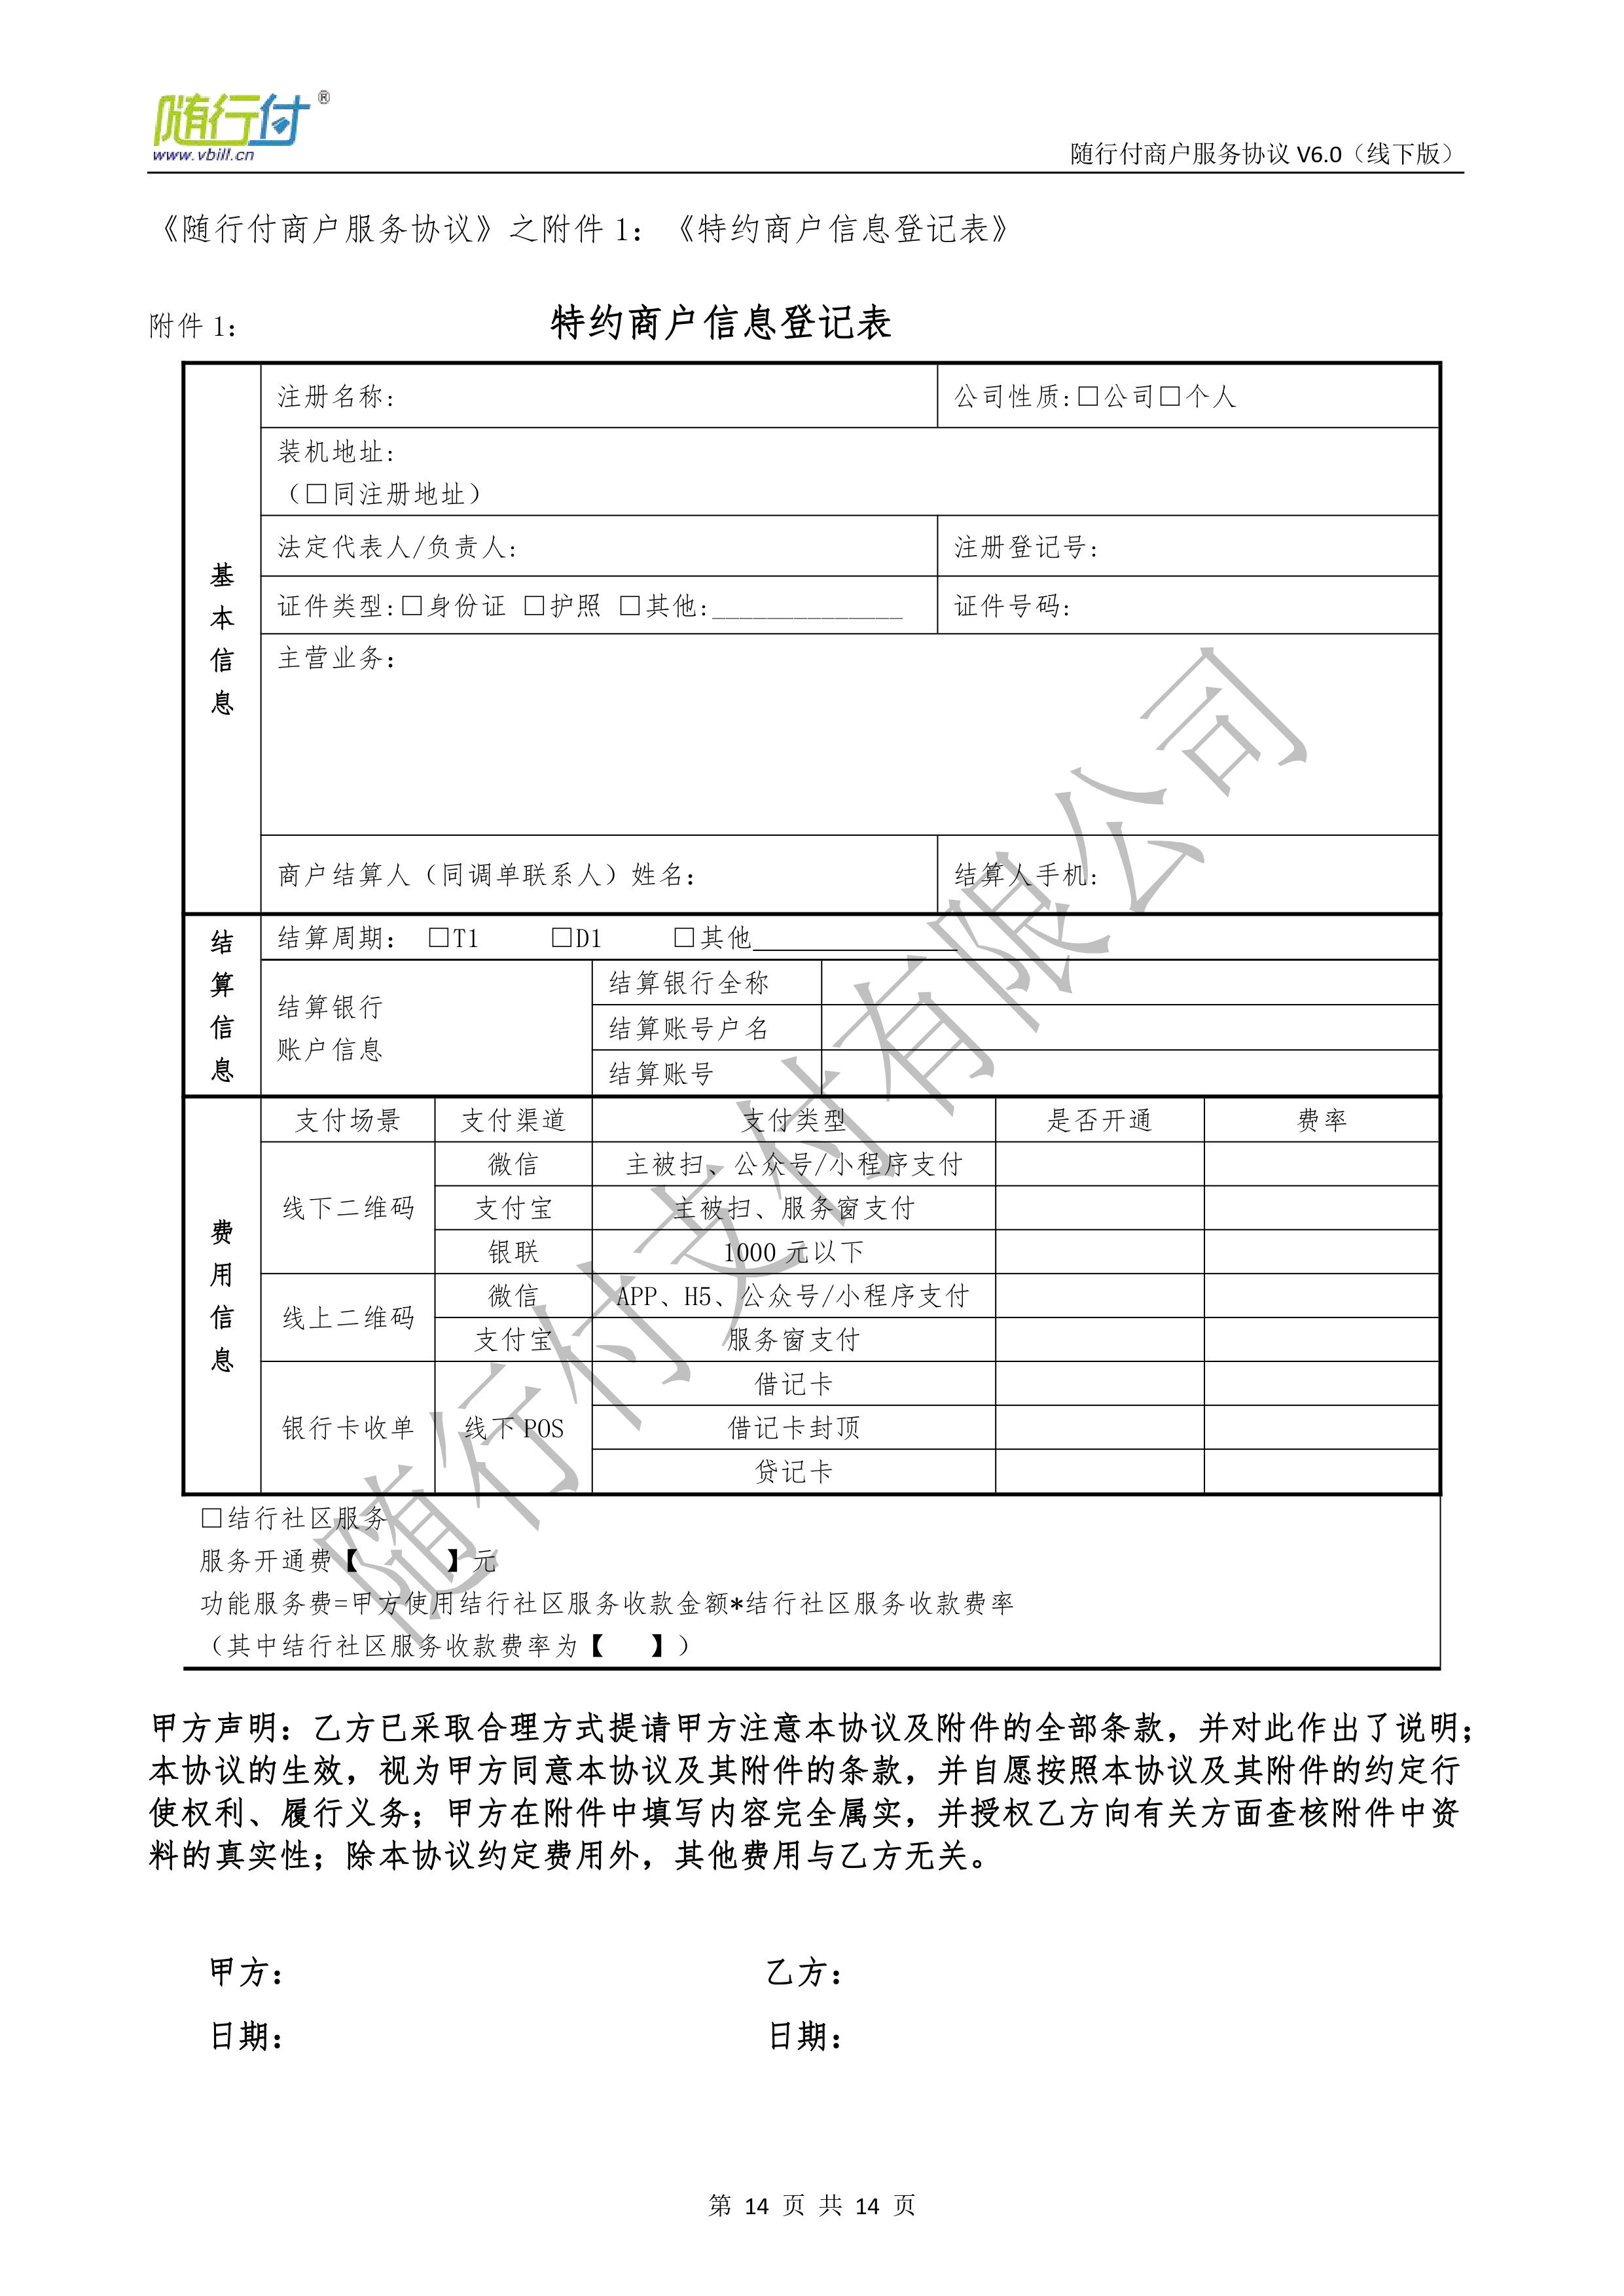 随行付®
www.vbill.cn
随行付商户服务协议 V6.0（线下版）
《随行付商户服务协议》之附件 1：《特约商户信息登记表》
附件 1：
特约商户信息登记表
基本信息
注册名称：
公司性质：□公司□个人
装机地址：
（□同注册地址）
法定代表人/负责人：
注册登记号：
证件类型：□身份证 □护照 □其他：______________
证件号码：
主营业务：
商户结算人（同调单联系人）姓名：
结算人手机：
结算信息
结算周期： □T1 □D1 □其他_______________
结算银行
账户信息
结算银行全称
结算账号户名
结算账号
费用信息
支付场景 支付渠道 支付类型 是否开通 费率
线下二维码
微信 主被扫、公众号/小程序支付
支付宝 主被扫、服务窗支付
银联 1000 元以下
线上二维码
微信 APP、H5、公众号/小程序支付
支付宝 服务窗支付
银行卡收单 线下 POS
借记卡
借记卡封顶
贷记卡
□结行社区服务
服务开通费【 】元
功能服务费=甲方使用结行社区服务收款金额*结行社区服务收款费率
（其中结行社区服务收款费率为【 】）
随行付支付有限公司
甲方声明：乙方已采取合理方式提请甲方注意本协议及附件的全部条款，并对此作出了说明；
本协议的生效，视为甲方同意本协议及其附件的条款，并自愿按照本协议及其附件的约定行
使权利、履行义务；甲方在附件中填写内容完全属实，并授权乙方向有关方面查核附件中资
料的真实性；除本协议约定费用外，其他费用与乙方无关。
甲方： 乙方：
日期： 日期：
第 14 页 共 14 页